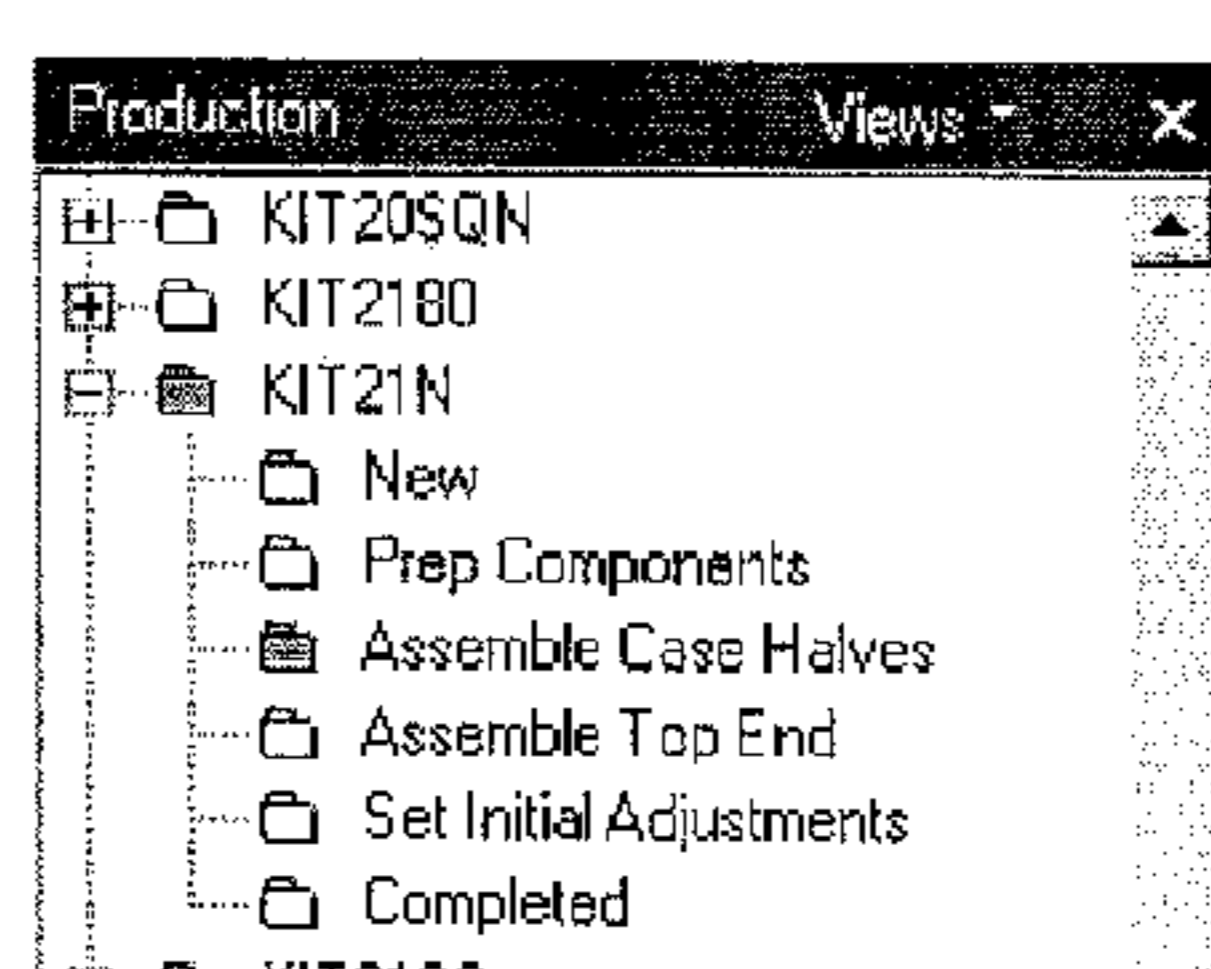 Production Views
KIT20SQN
KIT2180
KIT21N
New
Prep Components
Assemble Case Halves
Assemble Top End
Set Initial Adjustments
Completed